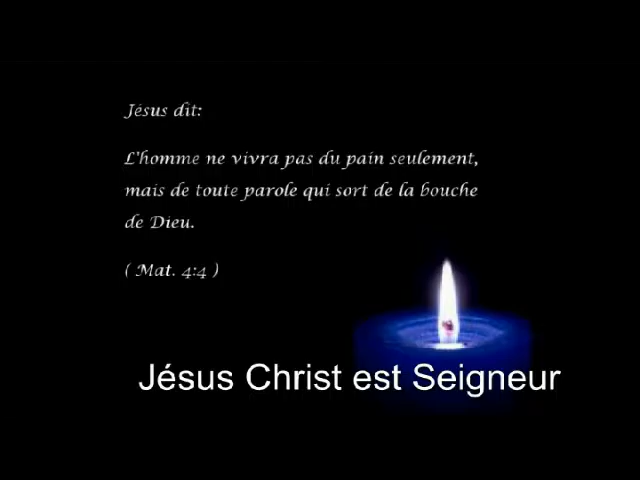 Jésus dit:
L'homme ne vivra pas du pain seulement,
mais de toute parole qui sort de la bouche
de Dieu.
( Mat. 4:4 )
Jésus Christ est Seigneur